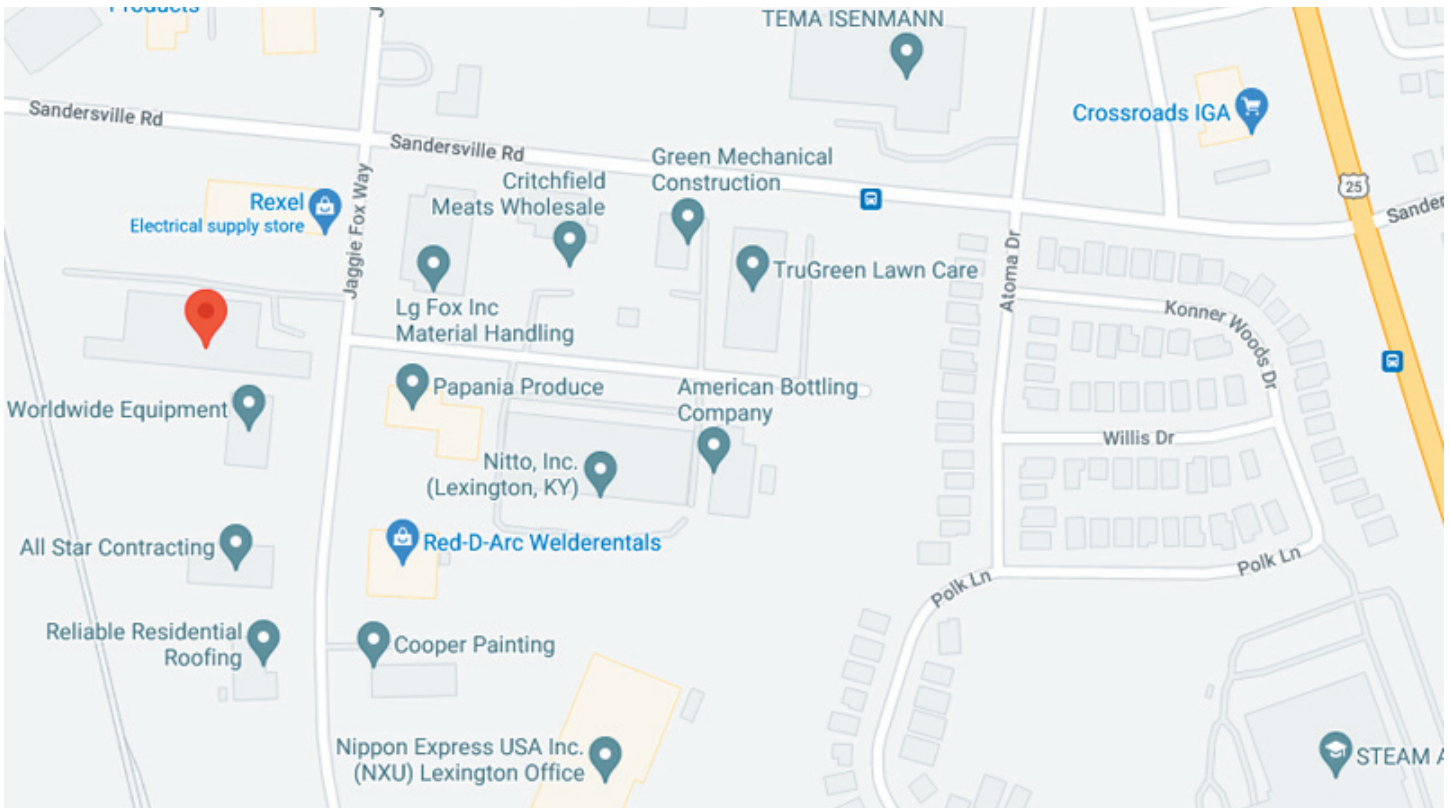 Products
TEMA ISENMANN
Crossroads IGA
Sandersville Rd
Sandersville Rd
Green Mechanical
Construction
25
Critchfield
Meats Wholesale
Rexel
Electrical supply store
Jaggie Fox Way
Sanders
Atoma Dr
TruGreen Lawn Care
Lg Fox Inc
Material Handling
Konner Woods Dr
Papania Produce
American Bottling
Company
Worldwide Equipment
Willis Dr
Nitto, Inc.
(Lexington, KY)
All Star Contracting
Red-D-Arc Welderentals
Polk Ln
Polk Ln
Reliable Residential
Roofing
Cooper Painting
Nippon Express USA Inc.
(NXU) Lexington Office
STEAM A